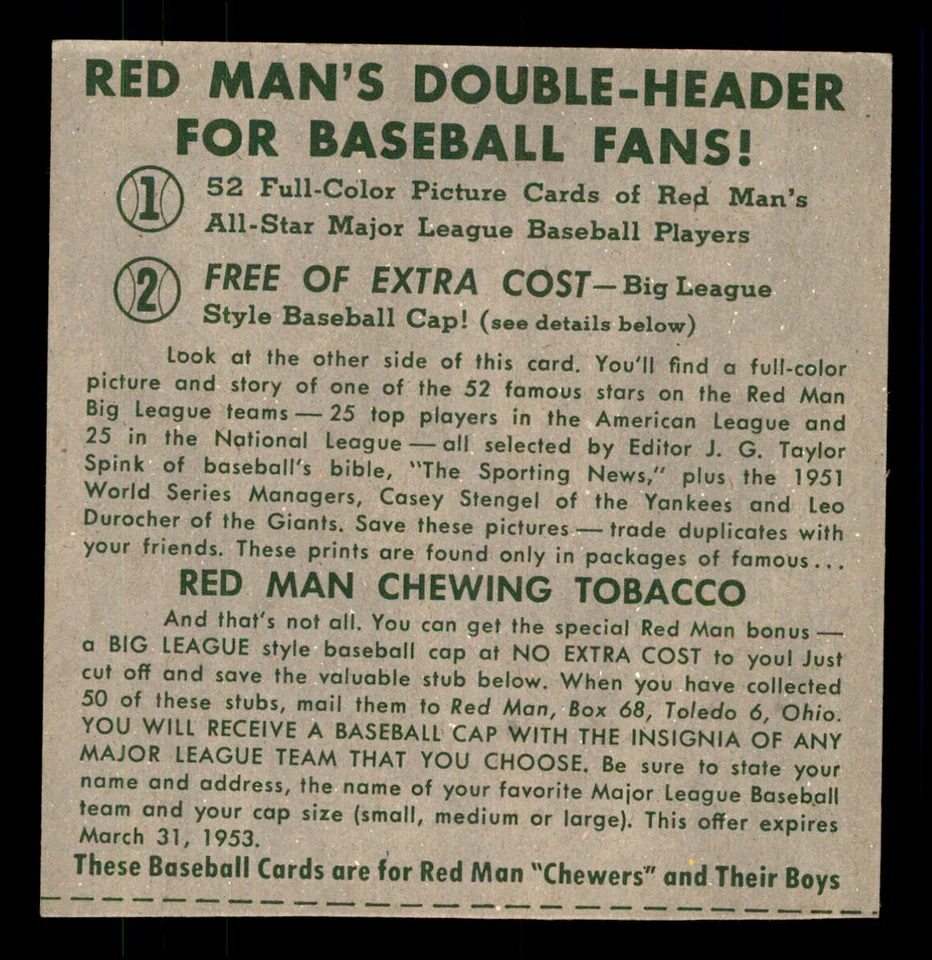 RED MAN'S DOUBLE-HEADER
FOR BASEBALL FANS!
1 52 Full-Color Picture Cards of Red Man's
All-Star Major League Baseball Players
2 FREE OF EXTRA COST—Big League
Style Baseball Cap! (see details below)
Look at the other side of this card. You'll find a full-color
picture and story of one of the 52 famous stars on the Red Man
Big League teams — 25 top players in the American League and
25 in the National League — all selected by Editor J. G. Taylor
Spink of baseball's bible, "The Sporting News," plus the 1951
World Series Managers, Casey Stengel of the Yankees and Leo
Durocher of the Giants. Save these pictures — trade duplicates with
your friends. These prints are found only in packages of famous...
RED MAN CHEWING TOBACCO
And that's not all. You can get the special Red Man bonus —
a BIG LEAGUE style baseball cap at NO EXTRA COST to you! Just
cut off and save the valuable stub below. When you have collected
50 of these stubs, mail them to Red Man, Box 68, Toledo 6, Ohio.
YOU WILL RECEIVE A BASEBALL CAP WITH THE INSIGNIA OF ANY
MAJOR LEAGUE TEAM THAT YOU CHOOSE. Be sure to state your
name and address, the name of your favorite Major League Baseball
team and your cap size (small, medium or large). This offer expires
March 31, 1953.
These Baseball Cards are for Red Man "Chewers" and Their Boys